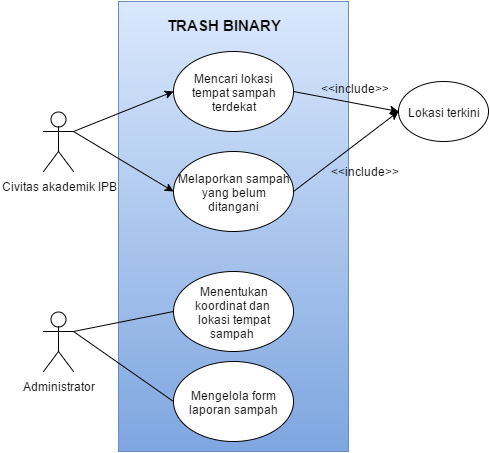 TRASH BINARY
Mencari lokasi
tempat sampah
terdekat
<<include>>
Lokasi terkini
Civitas akademik IPB
Melaporkan sampah
yang belum
ditangani
<<include>>
Menentukan
koordinat dan
lokasi tempat
sampah
Administrator
Mengelola form
laporan sampah